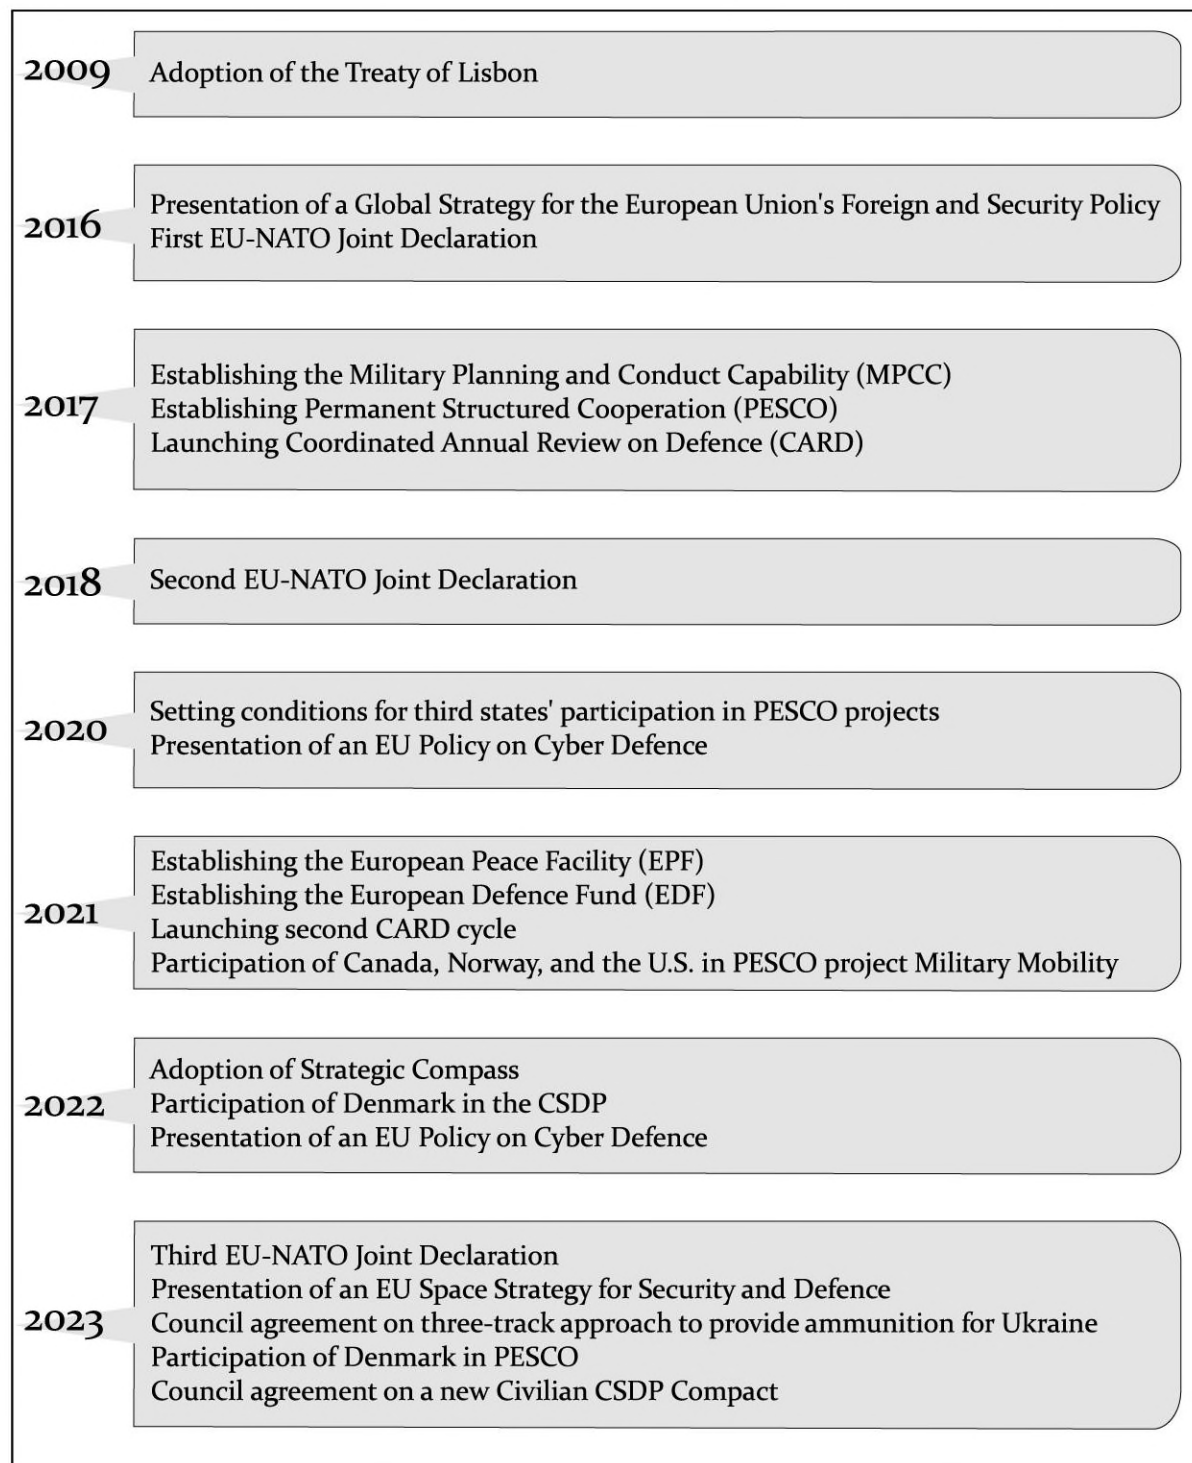 2009
Adoption of the Treaty of Lisbon
2016
Presentation of a Global Strategy for the European Union's Foreign and Security Policy
First EU-NATO Joint Declaration
2017
Establishing the Military Planning and Conduct Capability (MPCC)
Establishing Permanent Structured Cooperation (PESCO)
Launching Coordinated Annual Review on Defence (CARD)
2018
Second EU-NATO Joint Declaration
2020
Setting conditions for third states' participation in PESCO projects
Presentation of an EU Policy on Cyber Defence
2021
Establishing the European Peace Facility (EPF)
Establishing the European Defence Fund (EDF)
Launching second CARD cycle
Participation of Canada, Norway, and the U.S. in PESCO project Military Mobility
2022
Adoption of Strategic Compass
Participation of Denmark in the CSDP
Presentation of an EU Policy on Cyber Defence
2023
Third EU-NATO Joint Declaration
Presentation of an EU Space Strategy for Security and Defence
Council agreement on three-track approach to provide ammunition for Ukraine
Participation of Denmark in PESCO
Council agreement on a new Civilian CSDP Compact